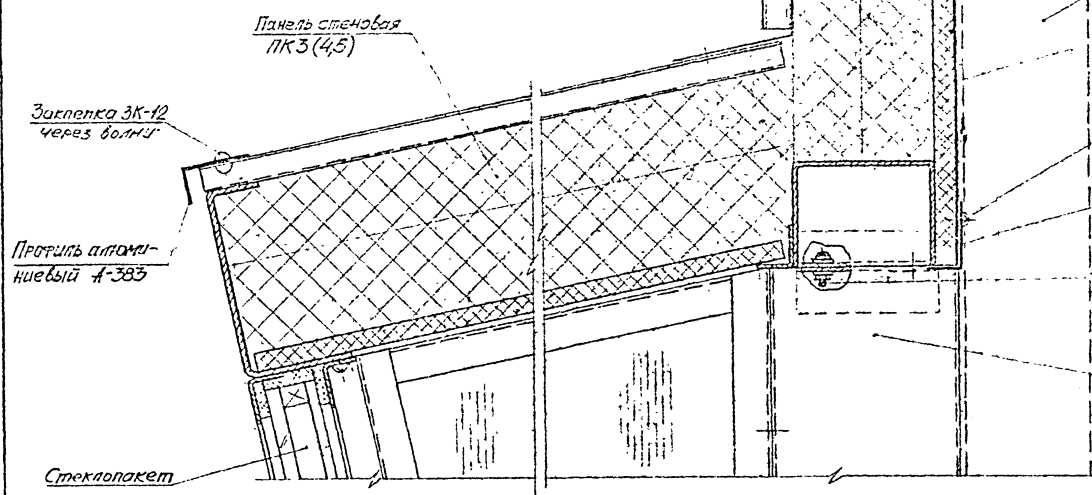 Панель стеновая
ПК3 (4,5)
Заклепка ЗК-12
через волну
Профиль алюми-
ниевый А-383
Стеклопакет